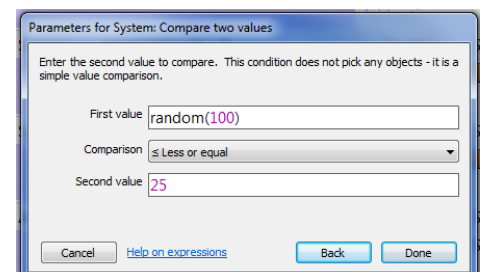 Parameters for System: Compare two values
Enter the second value to compare. This condition does not pick any objects - it is a
simple value comparison.
First value random(100)
Comparison ≤ Less or equal
Second value 25
Cancel Help on expressions Back Done